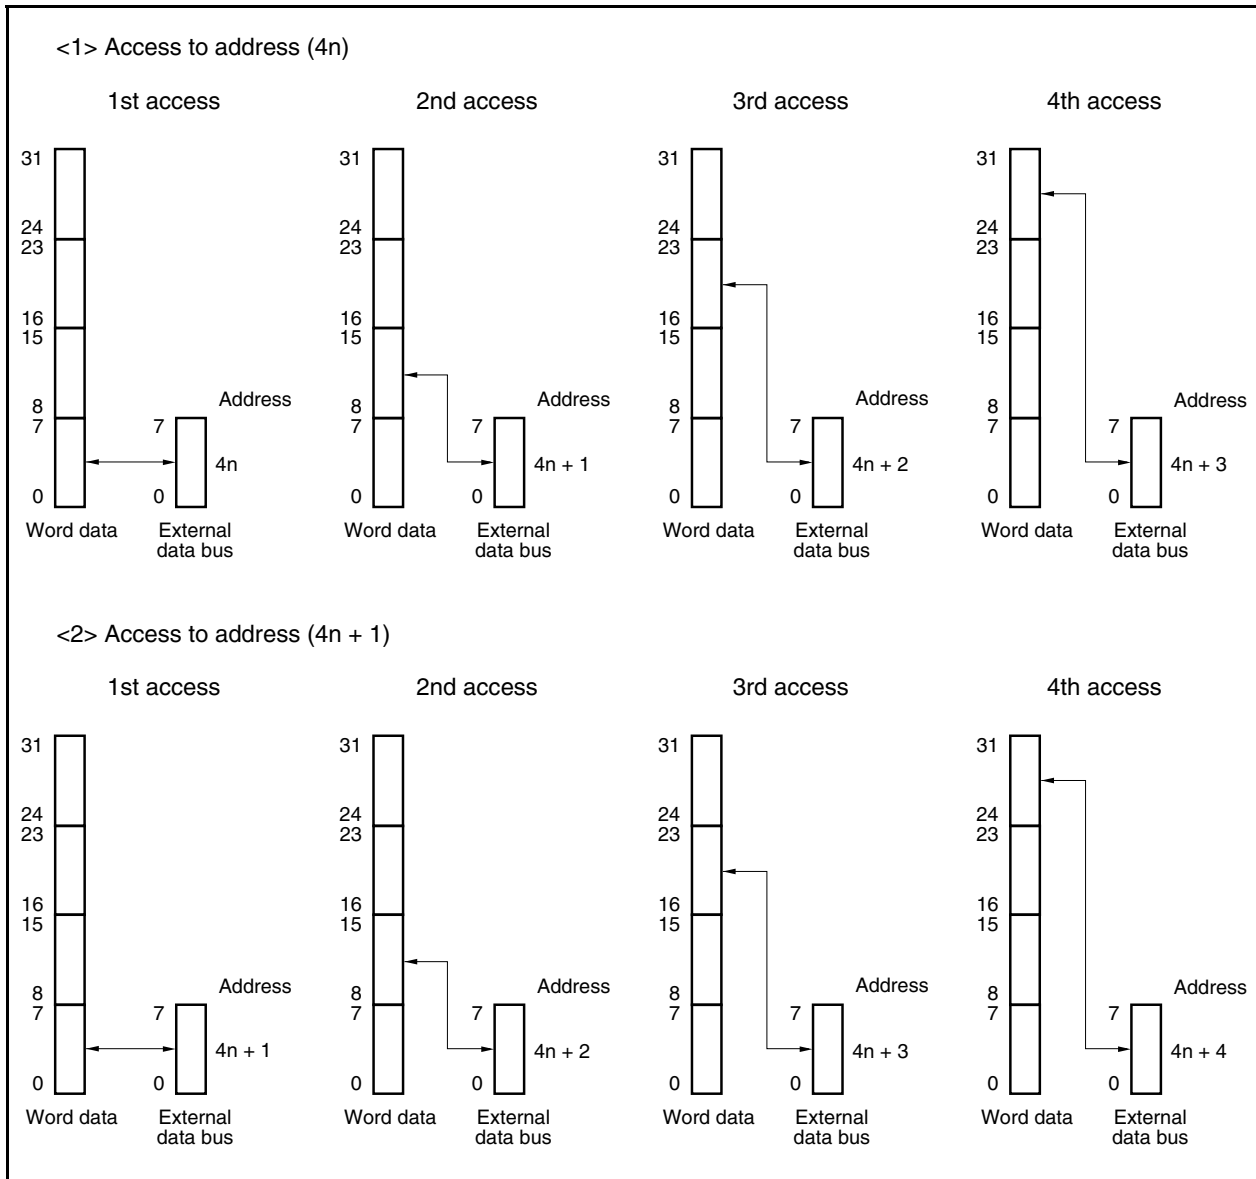 <1> Access to address (4n)
1st access 2nd access 3rd access 4th access
31 31 31 31
24 24 24 24
23 23 23 23
16 16 16 16
15 15 15 15
Address Address Address Address
8 8 8 8
7 7 7 7 7 7 7 7
4n 4n + 1 4n + 2 4n + 3
0 0 0 0 0 0 0 0
Word data External Word data External Word data External Word data External
data bus data bus data bus data bus
<2> Access to address (4n + 1)
1st access 2nd access 3rd access 4th access
31 31 31 31
24 24 24 24
23 23 23 23
16 16 16 16
15 15 15 15
Address Address Address Address
8 8 8 8
7 7 7 7 7 7 7 7
4n + 1 4n + 2 4n + 3 4n + 4
0 0 0 0 0 0 0 0
Word data External Word data External Word data External Word data External
data bus data bus data bus data bus